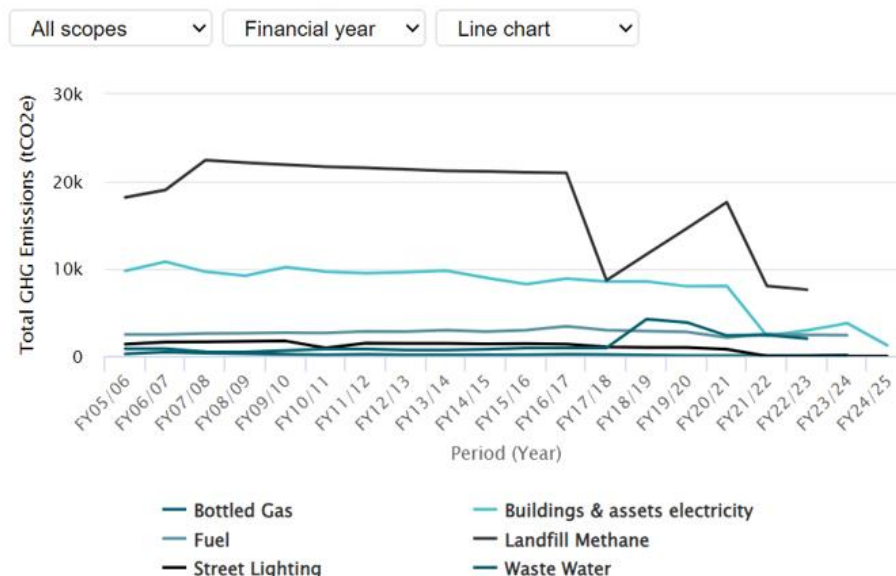 All scopes Financial year Line chart
Total GHG Emissions (tCO2e)
30k
20k
10k
0
FY05/06 FY06/07 FY07/08 FY08/09 FY09/10 FY10/11 FY11/12 FY12/13 FY13/14 FY14/15 FY15/16 FY16/17 FY17/18 FY18/19 FY19/20 FY20/21 FY21/22 FY22/23 FY23/24 FY24/25
Period (Year)
Bottled Gas Buildings & assets electricity
Fuel Landfill Methane
Street Lighting Waste Water